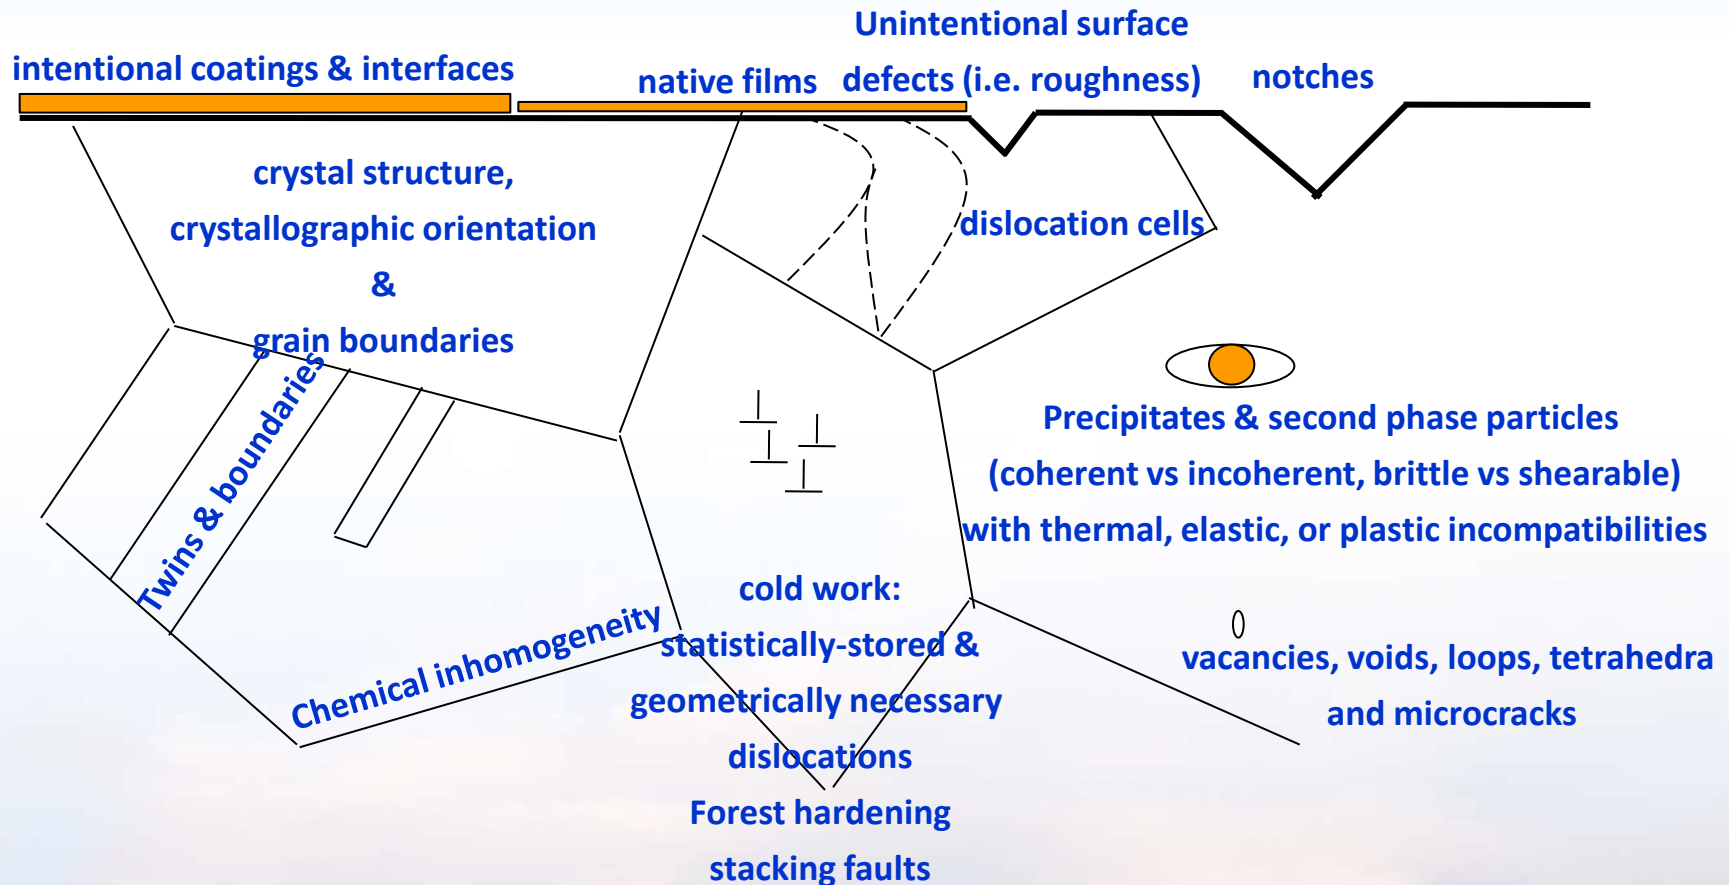 Unintentional surface
defects (i.e. roughness)
intentional coatings & interfaces
native films
notches
crystal structure,
crystallographic orientation
&
grain boundaries
dislocation cells
Twins & boundaries
Precipitates & second phase particles
(coherent vs incoherent, brittle vs shearable)
with thermal, elastic, or plastic incompatibilities
Chemical inhomogeneity
cold work:
statistically-stored &
geometrically necessary
dislocations
Forest hardening
stacking faults
vacancies, voids, loops, tetrahedra
and microcracks